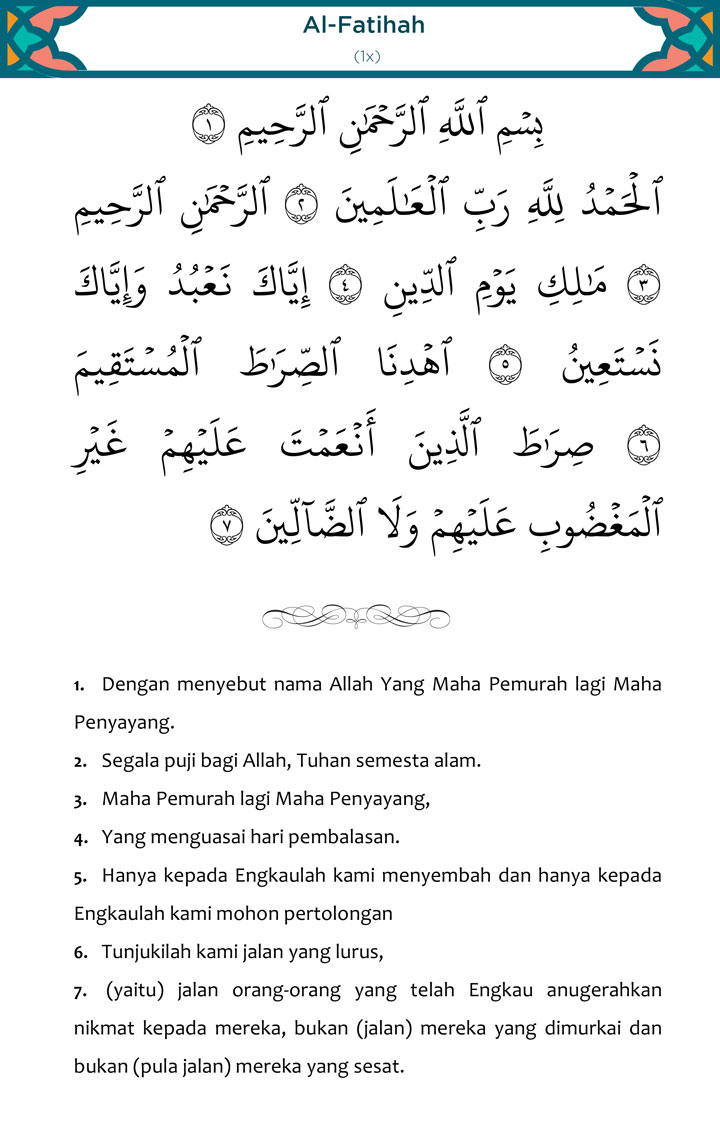 Al-Fatihah
(1x)
بِسْمِ ٱللَّهِ ٱلرَّحْمَٰنِ ٱلرَّحِيمِ ١
ٱلْحَمْدُ لِلَّهِ رَبِّ ٱلْعَٰلَمِينَ ٢ ٱلرَّحْمَٰنِ ٱلرَّحِيمِ
٣ مَٰلِكِ يَوْمِ ٱلدِّينِ ٤ إِيَّاكَ نَعْبُدُ وَإِيَّاكَ
نَسْتَعِينُ ٥ ٱهْدِنَا ٱلصِّرَٰطَ ٱلْمُسْتَقِيمَ
٦ صِرَٰطَ ٱلَّذِينَ أَنْعَمْتَ عَلَيْهِمْ غَيْرِ
ٱلْمَغْضُوبِ عَلَيْهِمْ وَلَا ٱلضَّآلِّينَ ٧
1. Dengan menyebut nama Allah Yang Maha Pemurah lagi Maha
Penyayang.
2. Segala puji bagi Allah, Tuhan semesta alam.
3. Maha Pemurah lagi Maha Penyayang,
4. Yang menguasai hari pembalasan.
5. Hanya kepada Engkaulah kami menyembah dan hanya kepada
Engkaulah kami mohon pertolongan
6. Tunjukilah kami jalan yang lurus,
7. (yaitu) jalan orang-orang yang telah Engkau anugerahkan
nikmat kepada mereka, bukan (jalan) mereka yang dimurkai dan
bukan (pula jalan) mereka yang sesat.